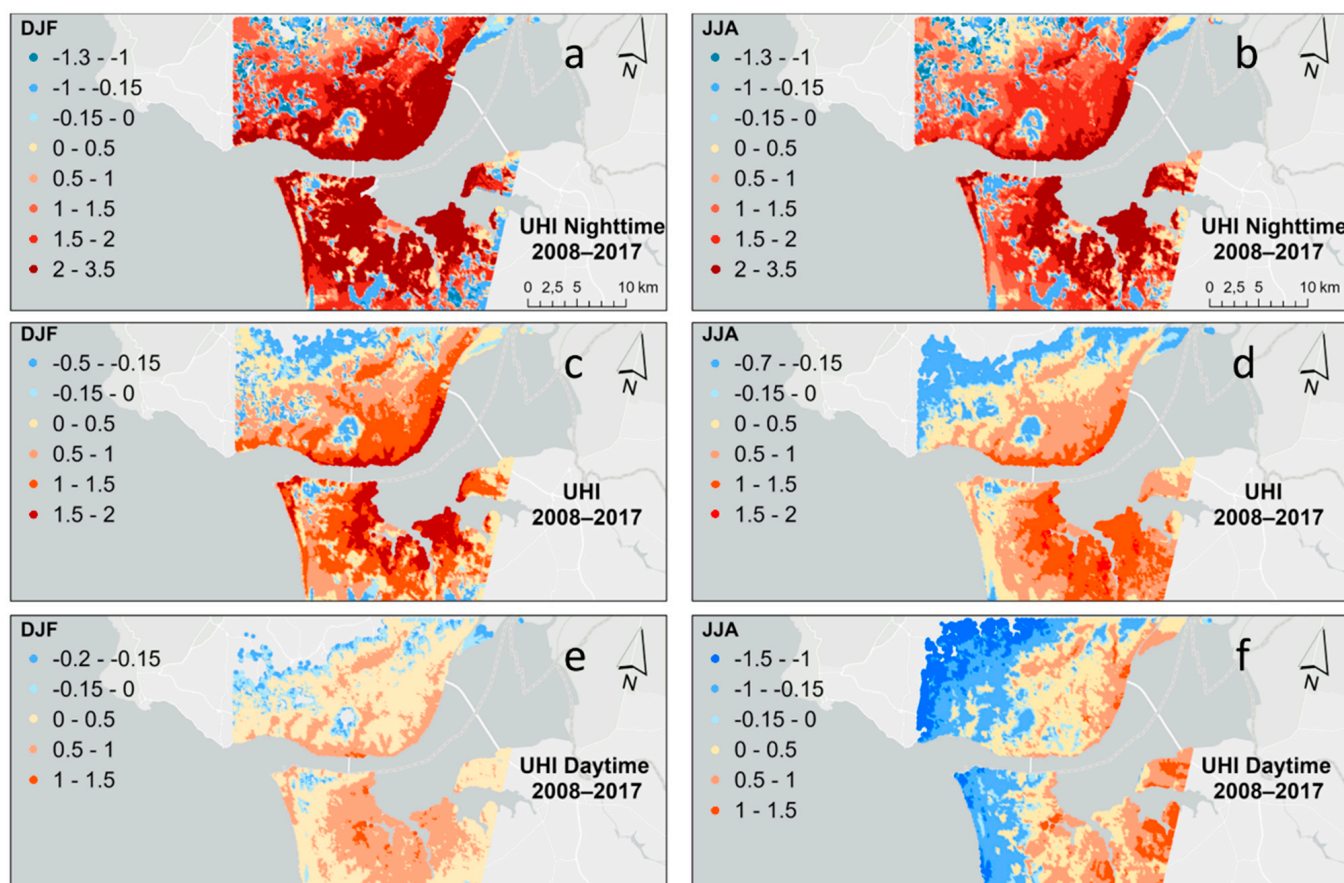 DJF
-1.3 - -1
-1 - -0.15
-0.15 - 0
0 - 0.5
0.5 - 1
1 - 1.5
1.5 - 2
2 - 3.5
a
N
UHI Nighttime
2008–2017
0 2,5 5 10 km
JJA
-1.3 - -1
-1 - -0.15
-0.15 - 0
0 - 0.5
0.5 - 1
1 - 1.5
1.5 - 2
2 - 3.5
b
N
UHI Nighttime
2008–2017
0 2,5 5 10 km
DJF
-0.5 - -0.15
-0.15 - 0
0 - 0.5
0.5 - 1
1 - 1.5
1.5 - 2
c
N
UHI
2008–2017
JJA
-0.7 - -0.15
-0.15 - 0
0 - 0.5
0.5 - 1
1 - 1.5
1.5 - 2
d
N
UHI
2008–2017
DJF
-0.2 - -0.15
-0.15 - 0
0 - 0.5
0.5 - 1
1 - 1.5
e
N
UHI Daytime
2008–2017
JJA
-1.5 - -1
-1 - -0.15
-0.15 - 0
0 - 0.5
0.5 - 1
1 - 1.5
f
N
UHI Daytime
2008–2017